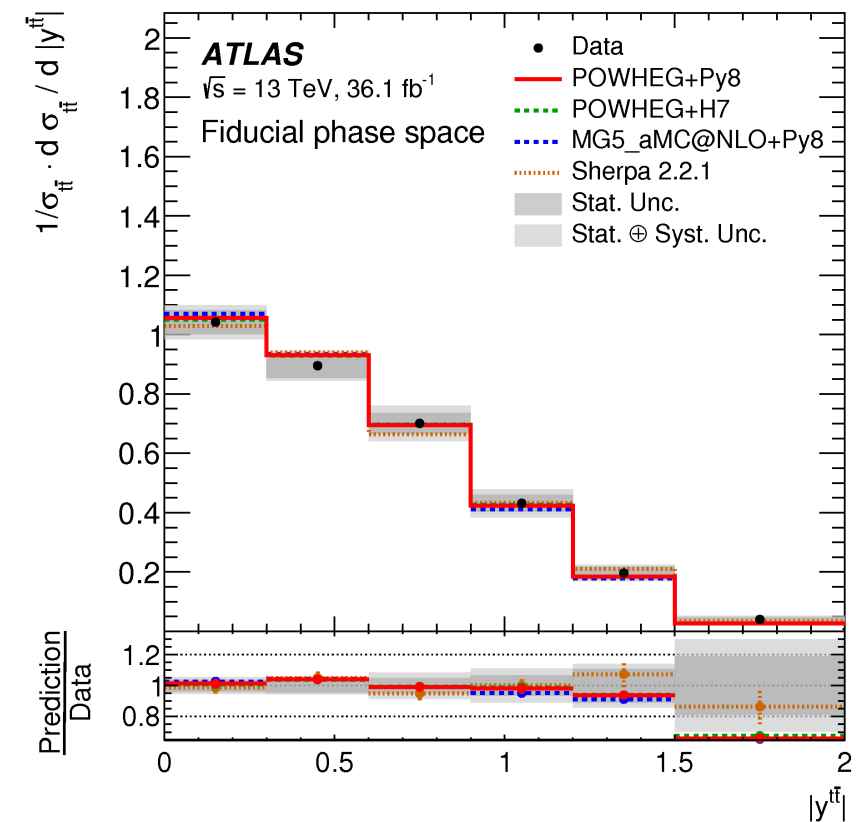 ATLAS
√s = 13 TeV, 36.1 fb⁻¹
Fiducial phase space
Data
POWHEG+Py8
POWHEG+H7
MG5_aMC@NLO+Py8
Sherpa 2.2.1
Stat. Unc.
Stat. ⊕ Syst. Unc.
1/σ_tt̄ · d σ_tt̄ / d |y^tt̄|
2
1.8
1.6
1.4
1.2
1
0.8
0.6
0.4
0.2
Prediction
Data
1.2
1
0.8
0 0.5 1 1.5 2
|y^tt̄|